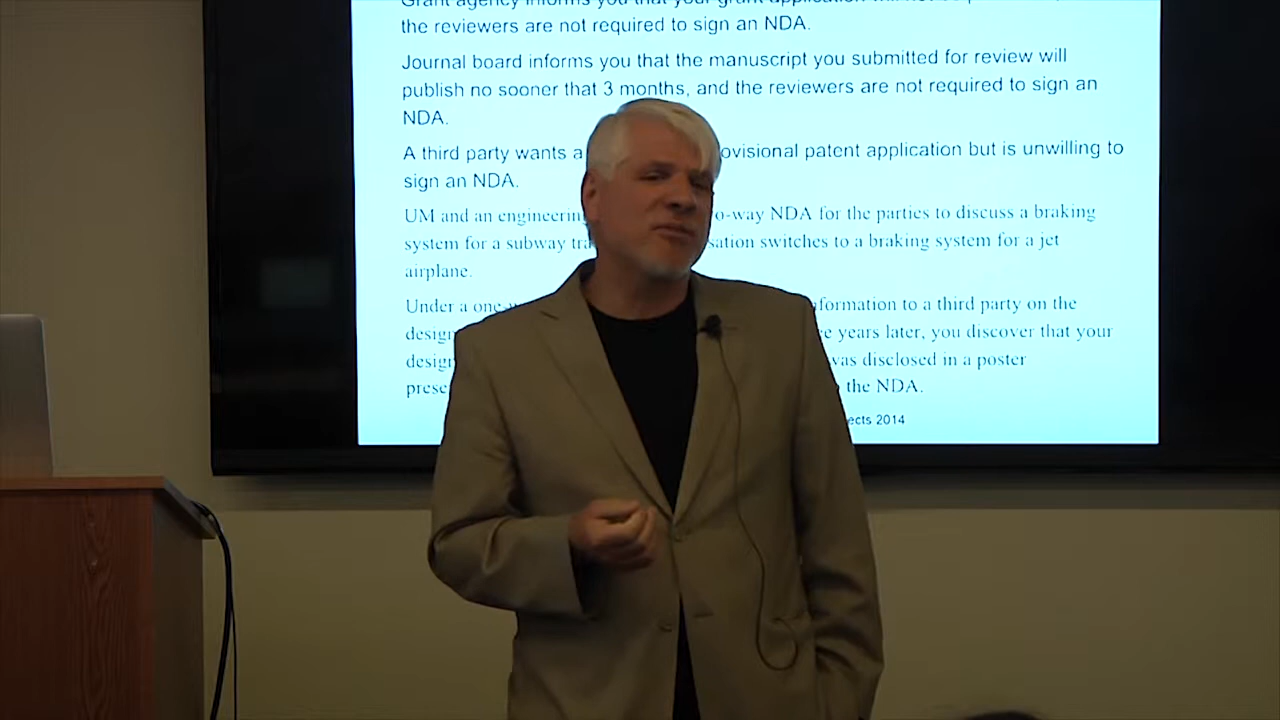 Grant agency informs you that your grant application will not be
the reviewers are not required to sign an NDA.
Journal board informs you that the manuscript you submitted for review will
publish no sooner that 3 months, and the reviewers are not required to sign an
NDA.
A third party wants a ovisional patent application but is unwilling to
sign an NDA.
UM and an engineering o-way NDA for the parties to discuss a braking
system for a subway tra sation switches to a braking system for a jet
airplane.
Under a one-w nformation to a third party on the
design ee years later, you discover that your
design was disclosed in a poster
prese the NDA.
ects 2014